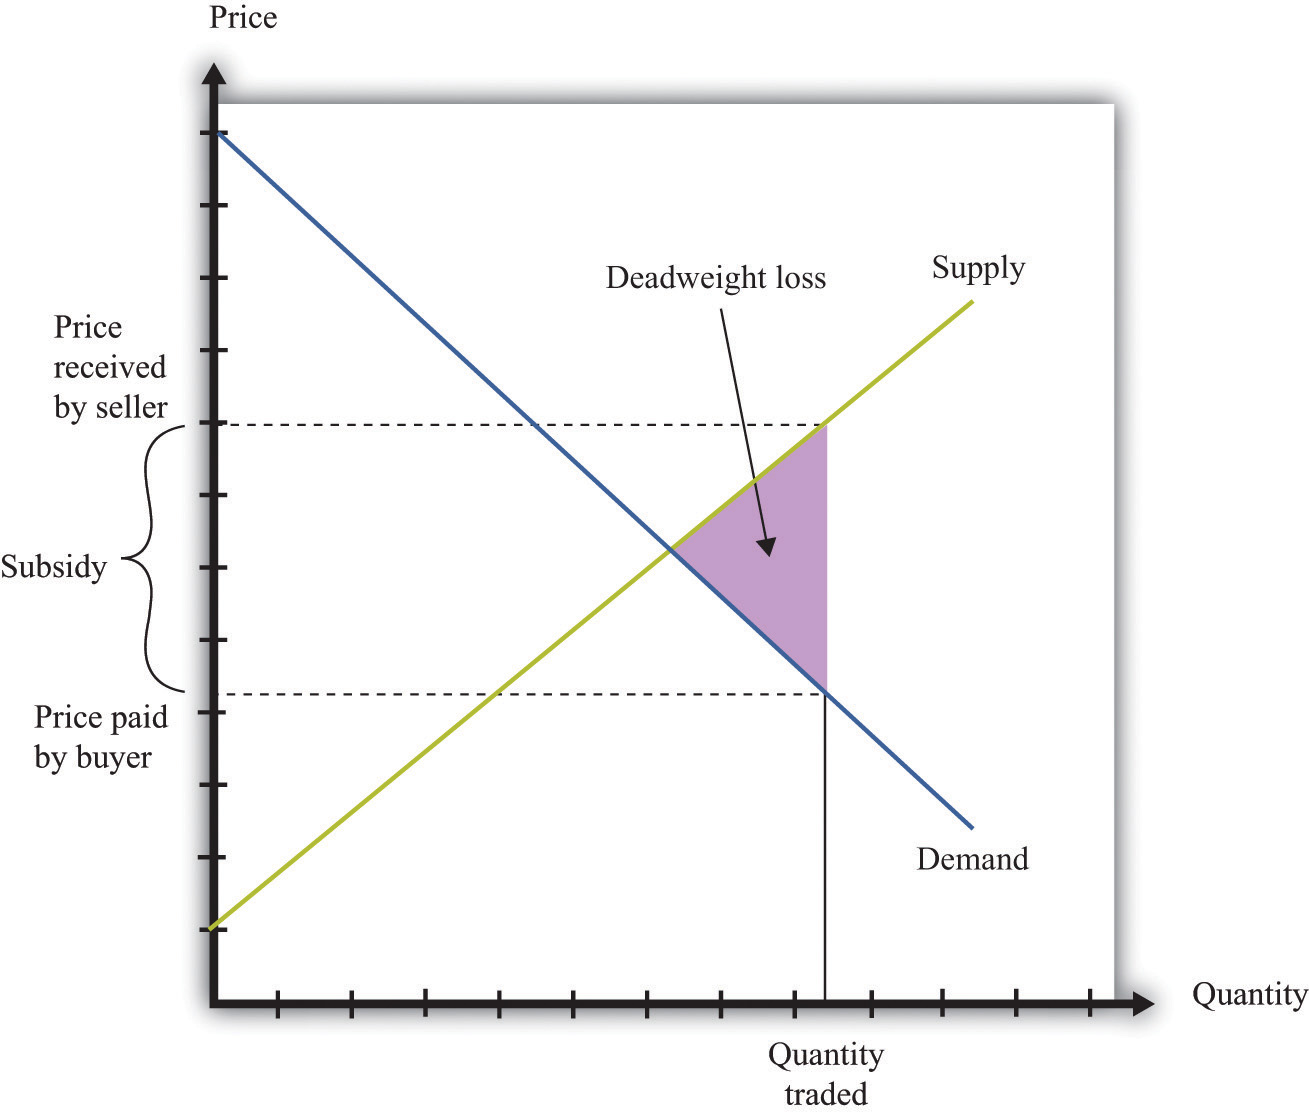 Price
Deadweight loss
Supply
Price
received
by seller
Subsidy
Price paid
by buyer
Demand
Quantity
Quantity
traded